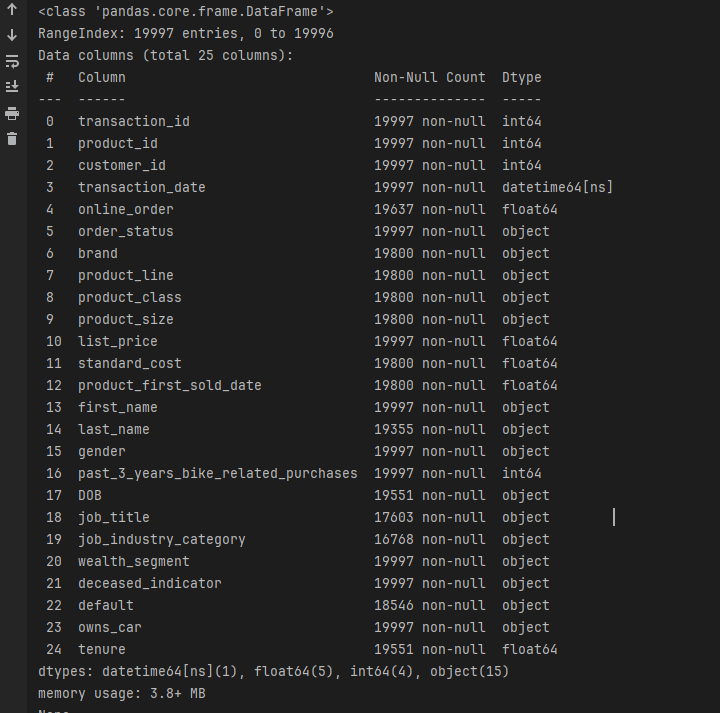 <class 'pandas.core.frame.DataFrame'>
RangeIndex: 19997 entries, 0 to 19996
Data columns (total 25 columns):
 #   Column                               Non-Null Count  Dtype
---  ------                               --------------  -----
 0   transaction_id                       19997 non-null  int64
 1   product_id                           19997 non-null  int64
 2   customer_id                          19997 non-null  int64
 3   transaction_date                     19997 non-null  datetime64[ns]
 4   online_order                         19637 non-null  float64
 5   order_status                         19997 non-null  object
 6   brand                                19800 non-null  object
 7   product_line                         19800 non-null  object
 8   product_class                        19800 non-null  object
 9   product_size                         19800 non-null  object
 10  list_price                           19997 non-null  float64
 11  standard_cost                        19800 non-null  float64
 12  product_first_sold_date              19800 non-null  float64
 13  first_name                           19997 non-null  object
 14  last_name                            19355 non-null  object
 15  gender                               19997 non-null  object
 16  past_3_years_bike_related_purchases  19997 non-null  int64
 17  DOB                                  19551 non-null  object
 18  job_title                            17603 non-null  object
 19  job_industry_category                16768 non-null  object
 20  wealth_segment                       19997 non-null  object
 21  deceased_indicator                   19997 non-null  object
 22  default                              18546 non-null  object
 23  owns_car                             19997 non-null  object
 24  tenure                               19551 non-null  float64
dtypes: datetime64[ns](1), float64(5), int64(4), object(15)
memory usage: 3.8+ MB
None